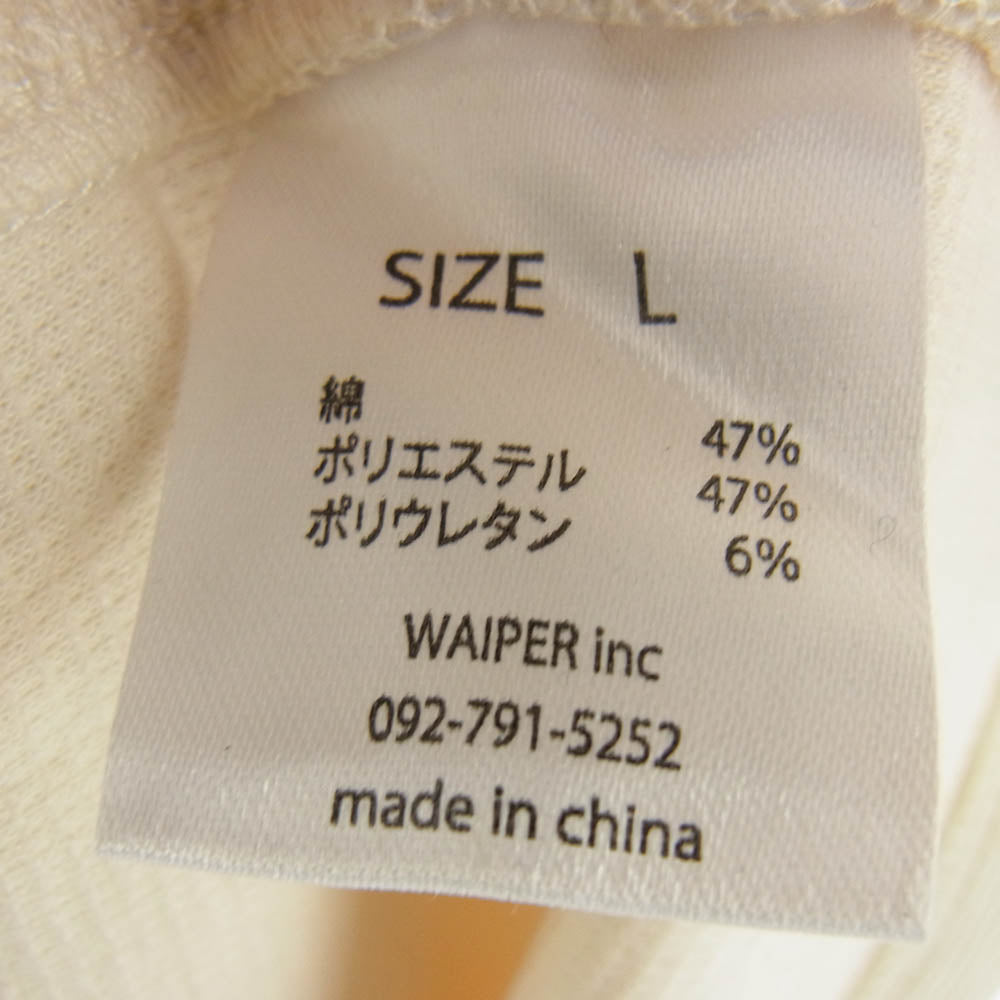 SIZE L
綿 47%
ポリエステル 47%
ポリウレタン 6%
WAIPER inc
092-791-5252
made in china